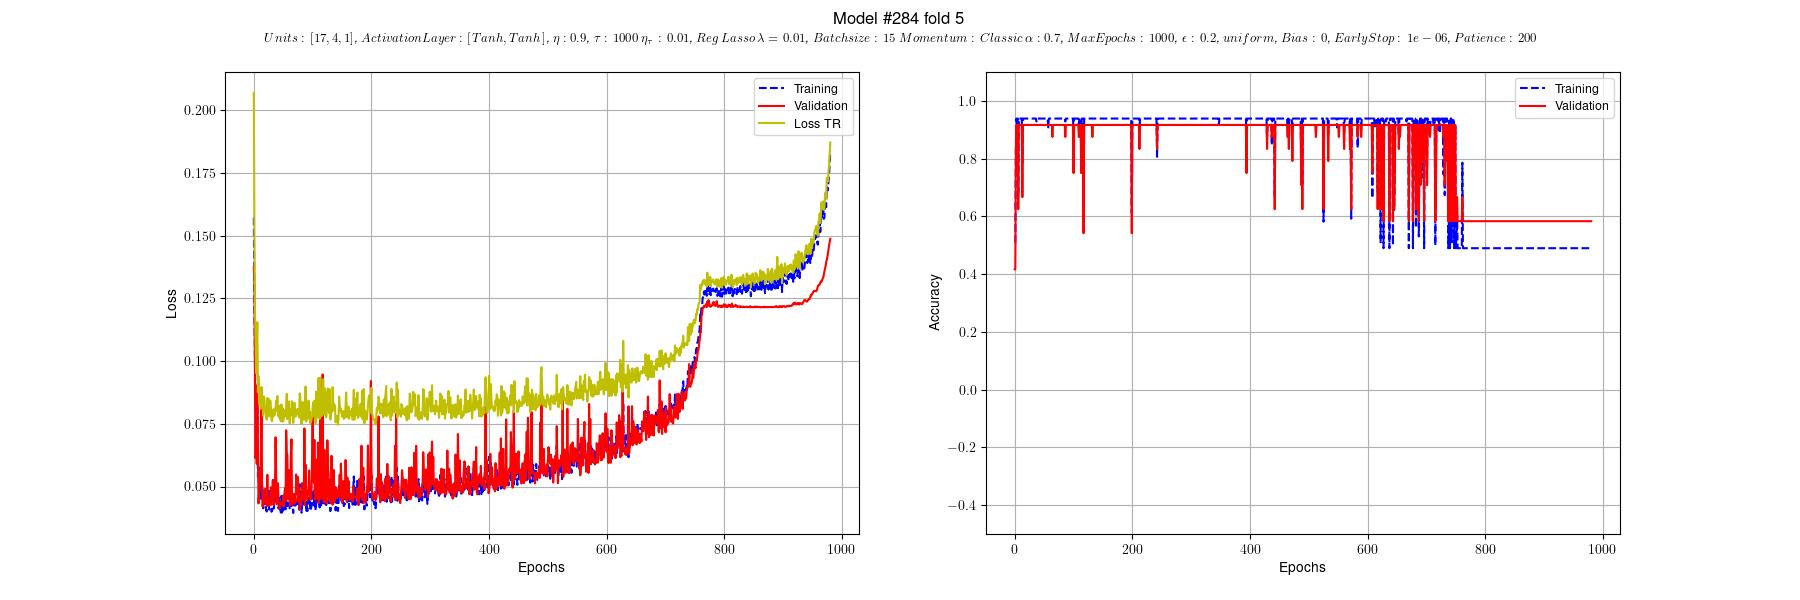 Model #284 fold 5
Units : [17, 4, 1], ActivationLayer : [Tanh, Tanh], η : 0.9, τ : 1000 ητ : 0.01, Reg Lasso λ = 0.01, Batchsize : 15 Momentum : Classic α : 0.7, MaxEpochs : 1000, ϵ : 0.2, uniform, Bias : 0, EarlyStop : 1e − 06, Patience : 200
Training
Validation
Loss TR
0.200
0.175
0.150
0.125
0.100
0.075
0.050
Loss
0
200
400
600
800
1000
Epochs
Training
Validation
1.0
0.8
0.6
0.4
0.2
0.0
−0.2
−0.4
Accuracy
0
200
400
600
800
1000
Epochs